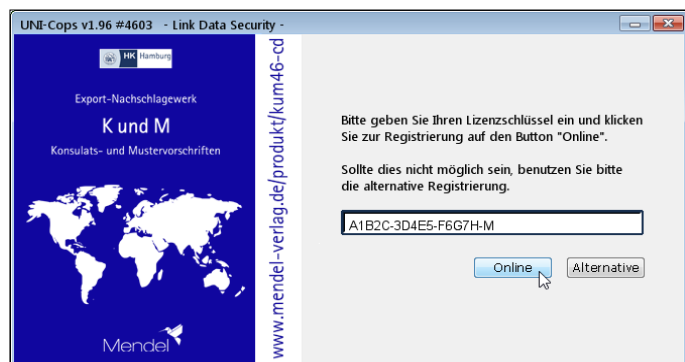 UNI-Cops v1.96 #4603 - Link Data Security -
HK Hamburg
Export-Nachschlagewerk
K und M
Konsulats- und Mustervorschriften
Mendel
www.mendel-verlag.de/produkt/kum46-cd
Bitte geben Sie Ihren Lizenzschlüssel ein und klicken
Sie zur Registrierung auf den Button "Online".
Sollte dies nicht möglich sein, benutzen Sie bitte
die alternative Registrierung.
A1B2C-3D4E5-F6G7H-M
Online
Alternative